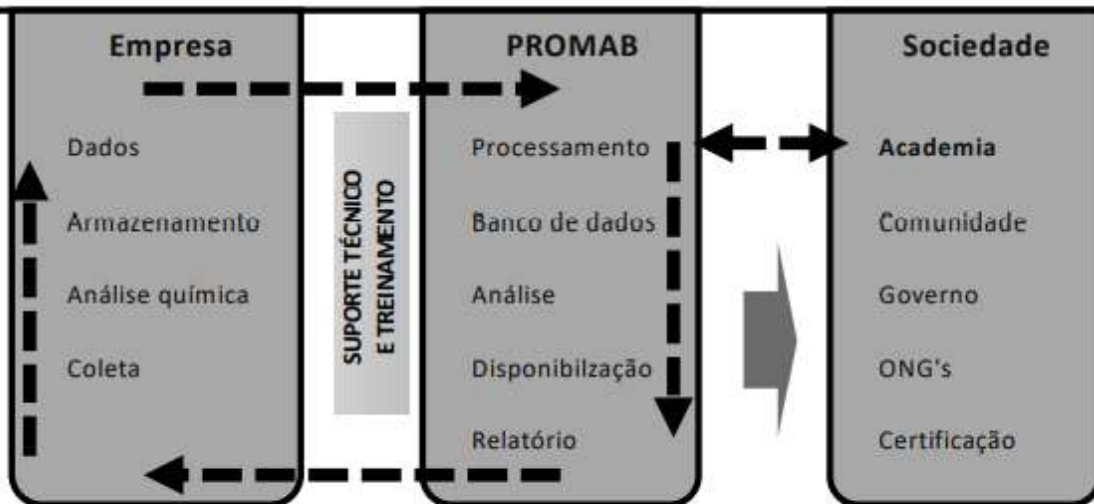 Empresa
Dados
Armazenamento
Análise química
Coleta
SUPORTE TÉCNICO
E TREINAMENTO
PROMAB
Processamento
Banco de dados
Análise
Disponibilzação
Relatório
Sociedade
Academia
Comunidade
Governo
ONG's
Certificação